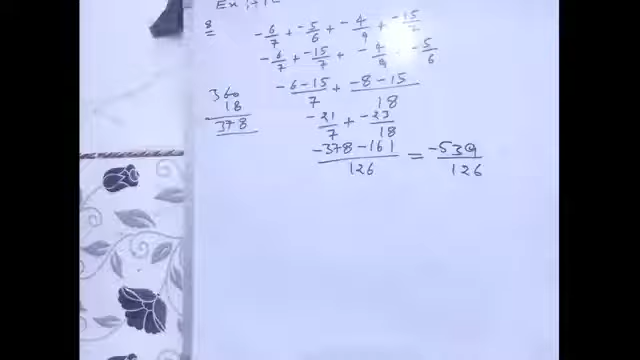 8
-6/7 + -5/6 + -4/9 + -15/7
-6/7 + -15/7 + -4/9 + -5/6
-6-15/7 + -8-15/18
-21/7 + -23/18
-378-161/126 = -539/126
360
18
378